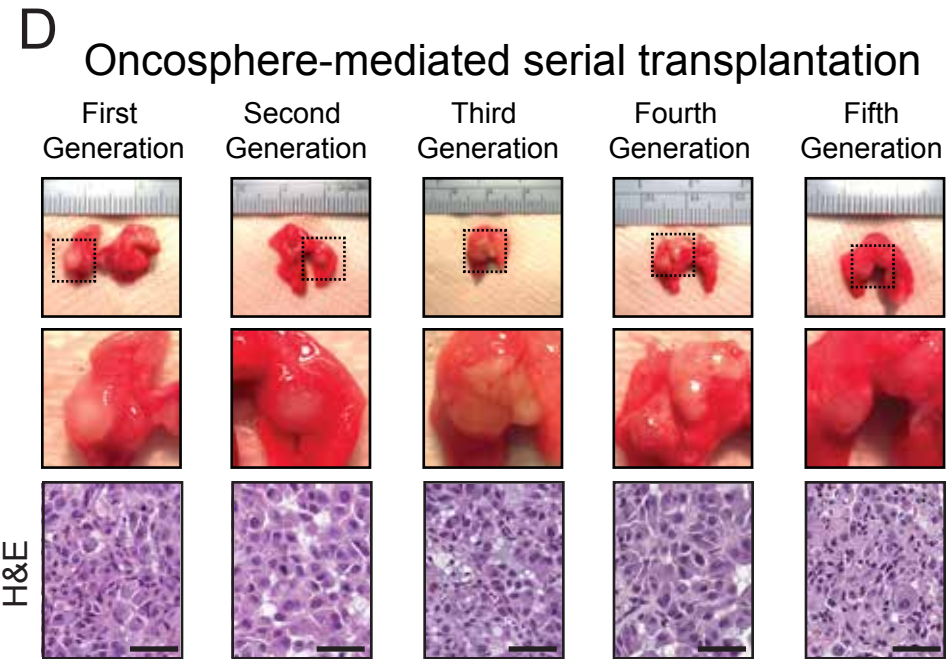 D
Oncosphere-mediated serial transplantation
First
Generation
Second
Generation
Third
Generation
Fourth
Generation
Fifth
Generation
H&E